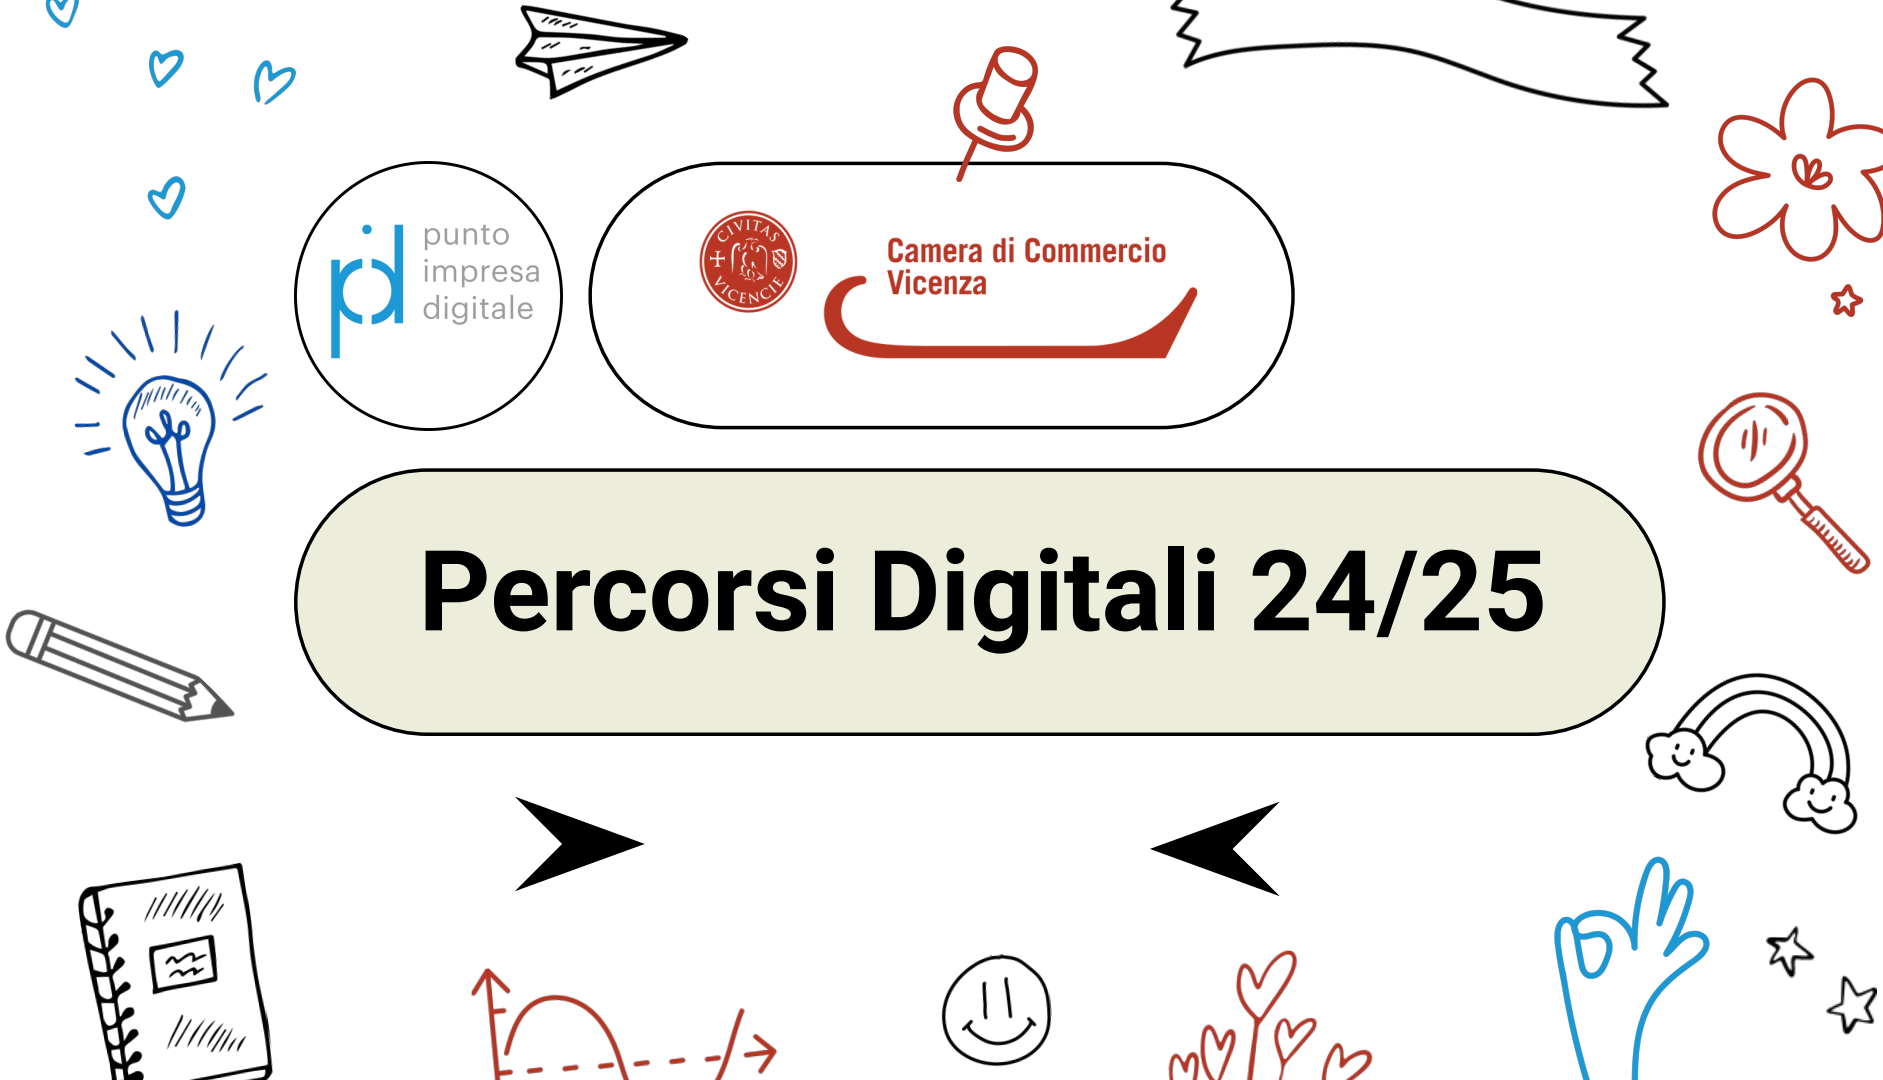 punto
impresa
digitale
CIVITAS
VICENCIE
Camera di Commercio
Vicenza
Percorsi Digitali 24/25